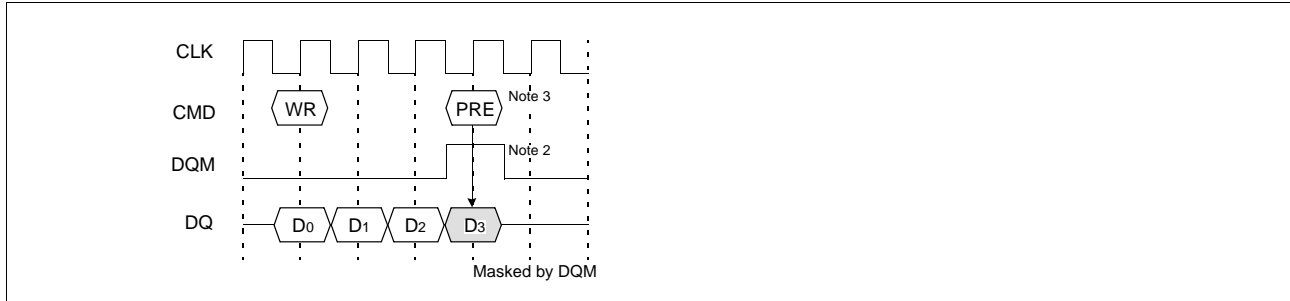 CLK
CMD WR PRE Note 3
DQM Note 2
DQ D0 D1 D2 D3
Masked by DQM